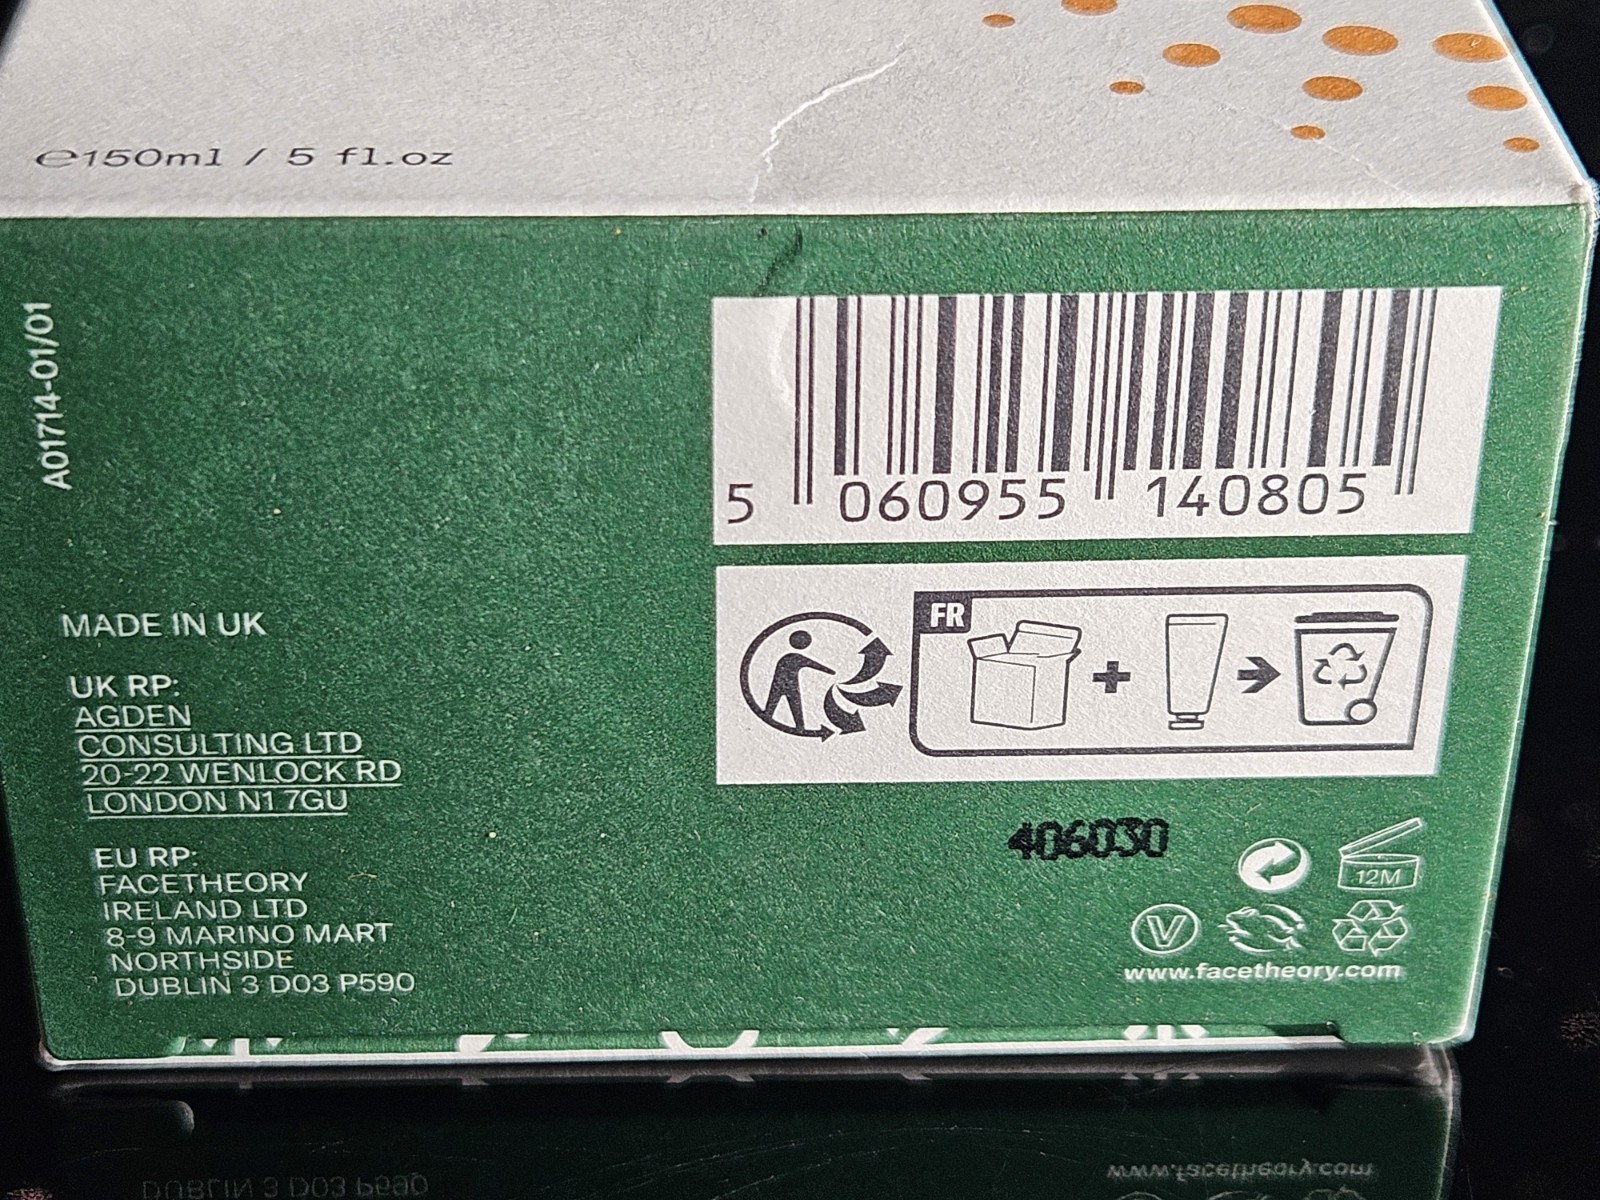 ℮150ml / 5 fl.oz
A01714-01/01
5 060955 140805
FR
MADE IN UK
UK RP:
AGDEN
CONSULTING LTD
20-22 WENLOCK RD
LONDON N1 7GU
EU RP:
FACETHEORY
IRELAND LTD
8-9 MARINO MART
NORTHSIDE
DUBLIN 3 D03 P590
406030
12M
V
www.facetheory.com